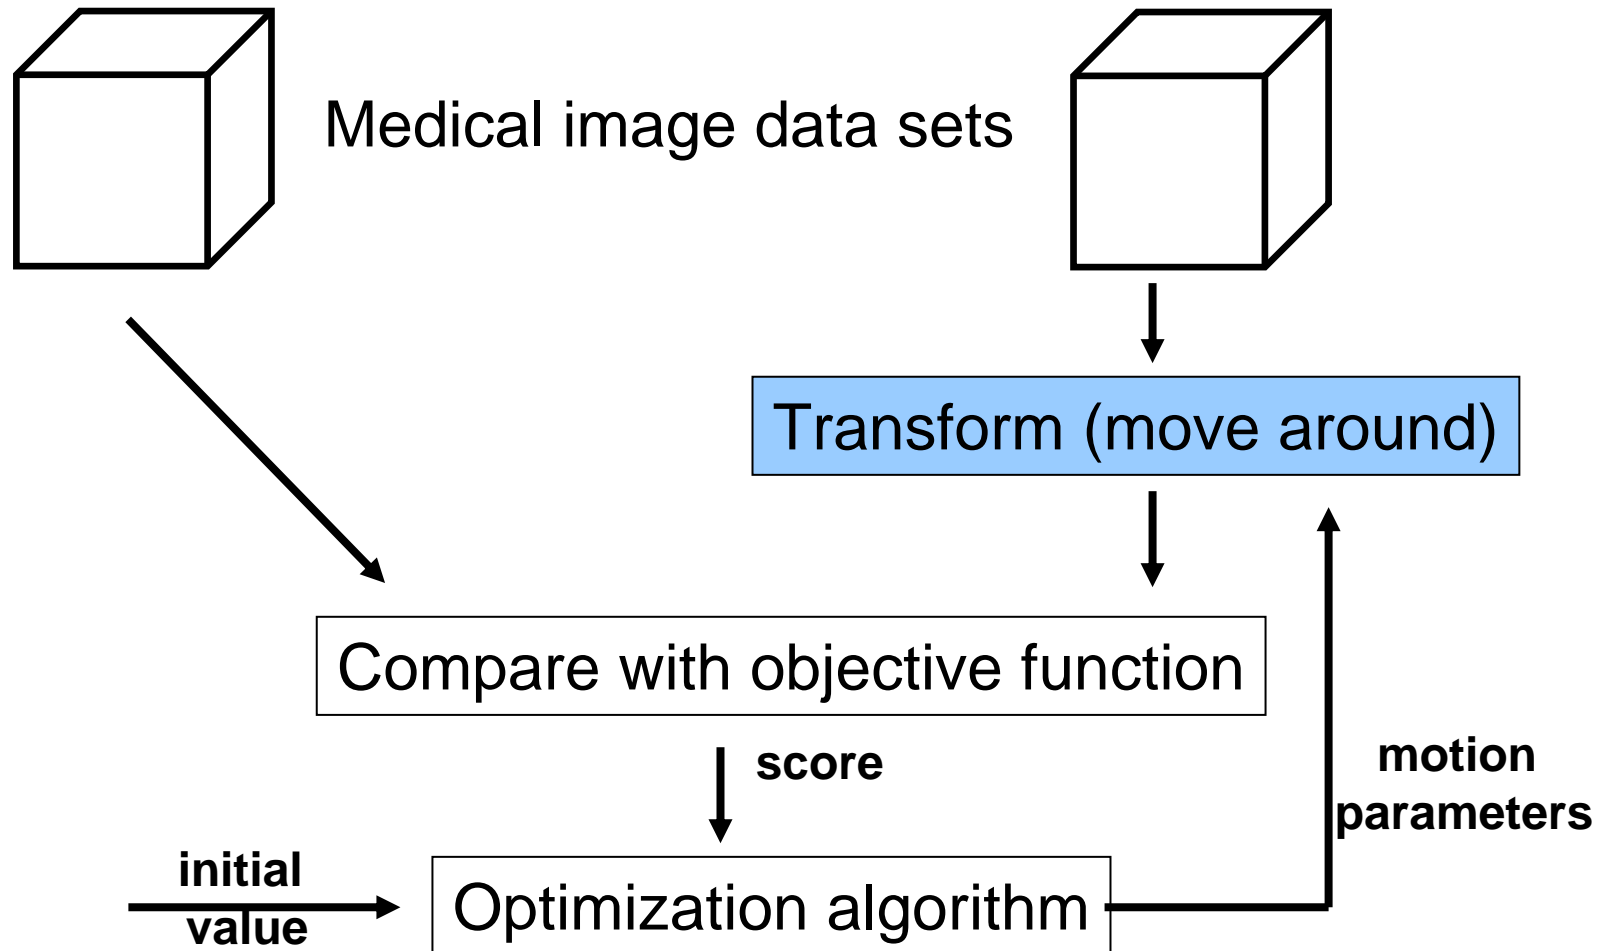 Medical image data sets
Transform (move around)
Compare with objective function
score
motion
parameters
initial
value
Optimization algorithm